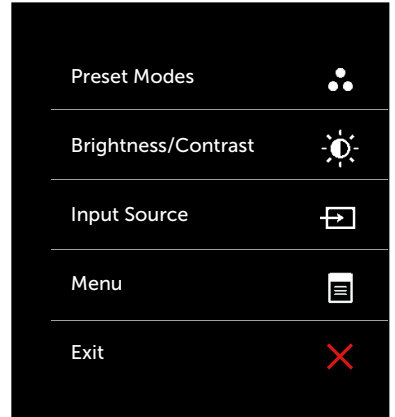 Preset Modes
Brightness/Contrast
Input Source
Menu
Exit